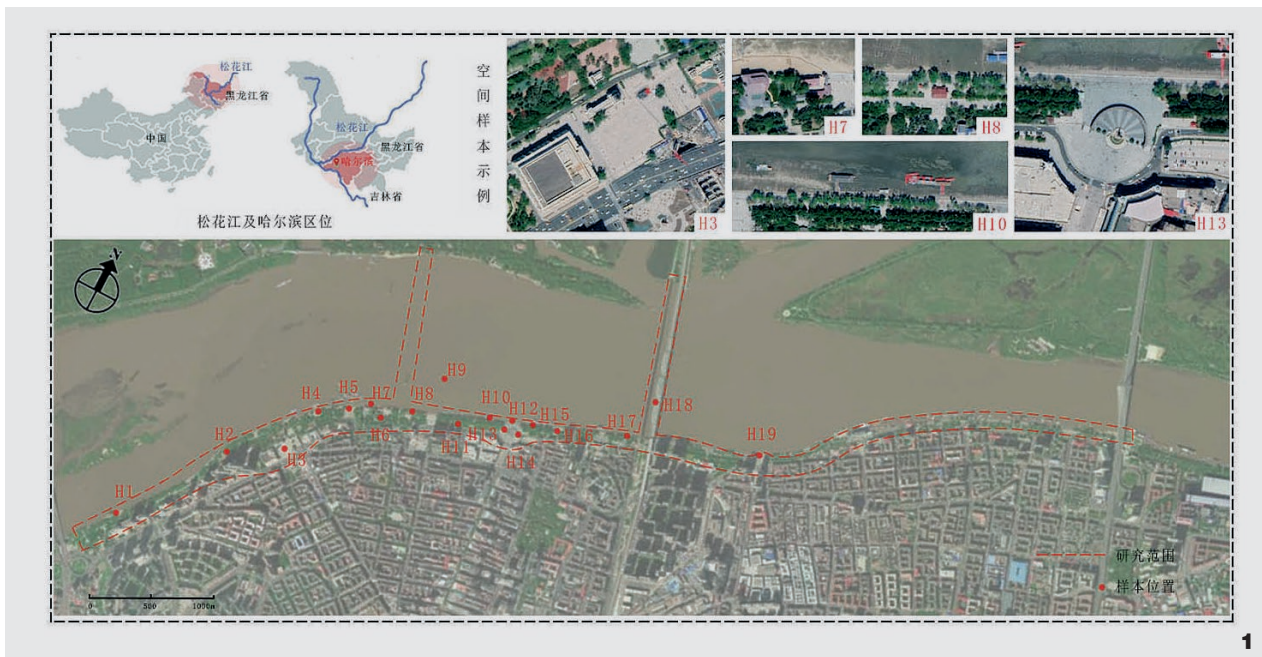 松花江
黑龙江省
中国
松花江
黑龙江省
哈尔滨
吉林省
松花江及哈尔滨区位
空间样本示例
H3
H7
H8
H10
H13
N
H1
H2
H3
H4
H5
H7
H6
H8
H9
H10
H11
H12
H13
H14
H15
H16
H17
H18
H19
研究范围
样本位置
0 500 1000m
1